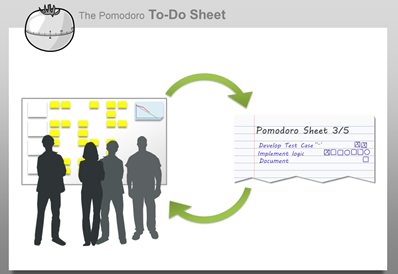 The Pomodoro To-Do Sheet
Pomodoro Sheet 3/5
Develop Test Case
Implement logic
Document